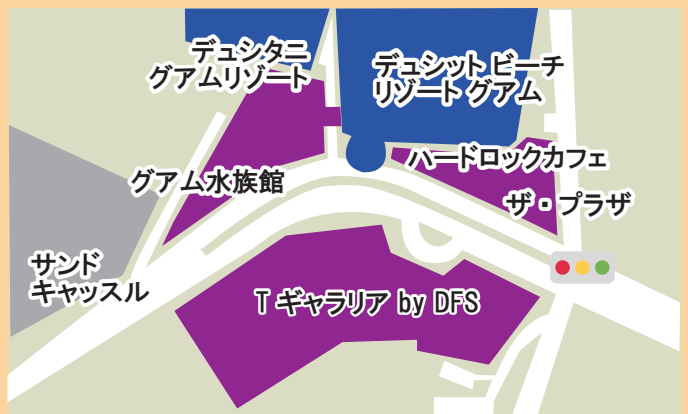 デュシタニ
グアムリゾート
デュシット ビーチ
リゾート グアム
ハードロックカフェ
グアム水族館
ザ・プラザ
サンド
キャッスル
T ギャラリア by DFS